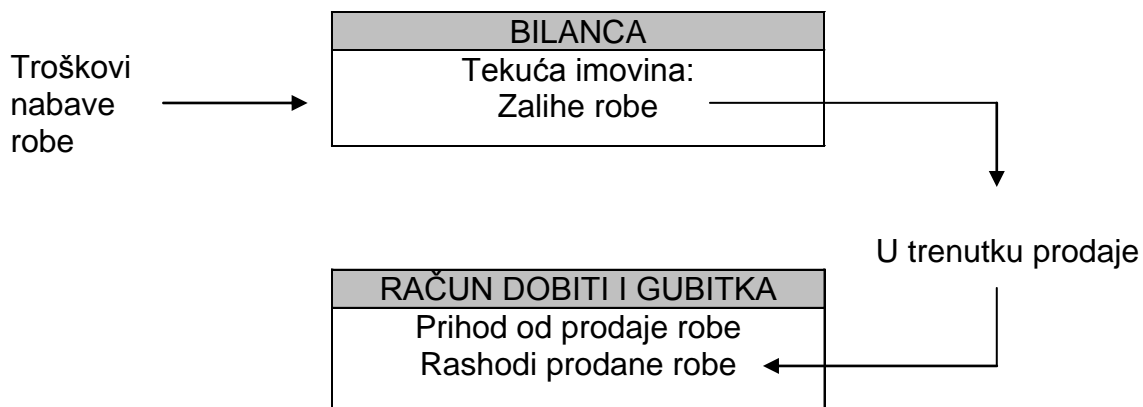 BILANCA
Troškovi
nabave
robe
Tekuća imovina:
Zalihe robe
U trenutku prodaje
RAČUN DOBITI I GUBITKA
Prihod od prodaje robe
Rashodi prodane robe